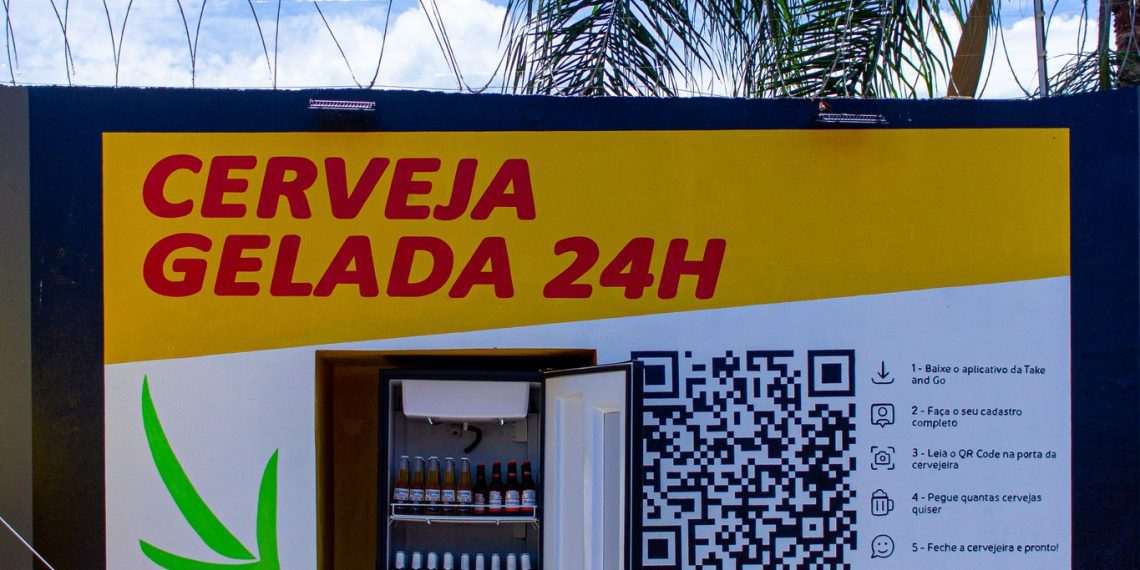 CERVEJA
GELADA 24H
1 - Baixe o aplicativo da Take
and Go
2 - Faça o seu cadastro
completo
3 - Leia o QR Code na porta da
cervejeira
4 - Pegue quantas cervejas
quiser
5 - Feche a cervejeira e pronto!